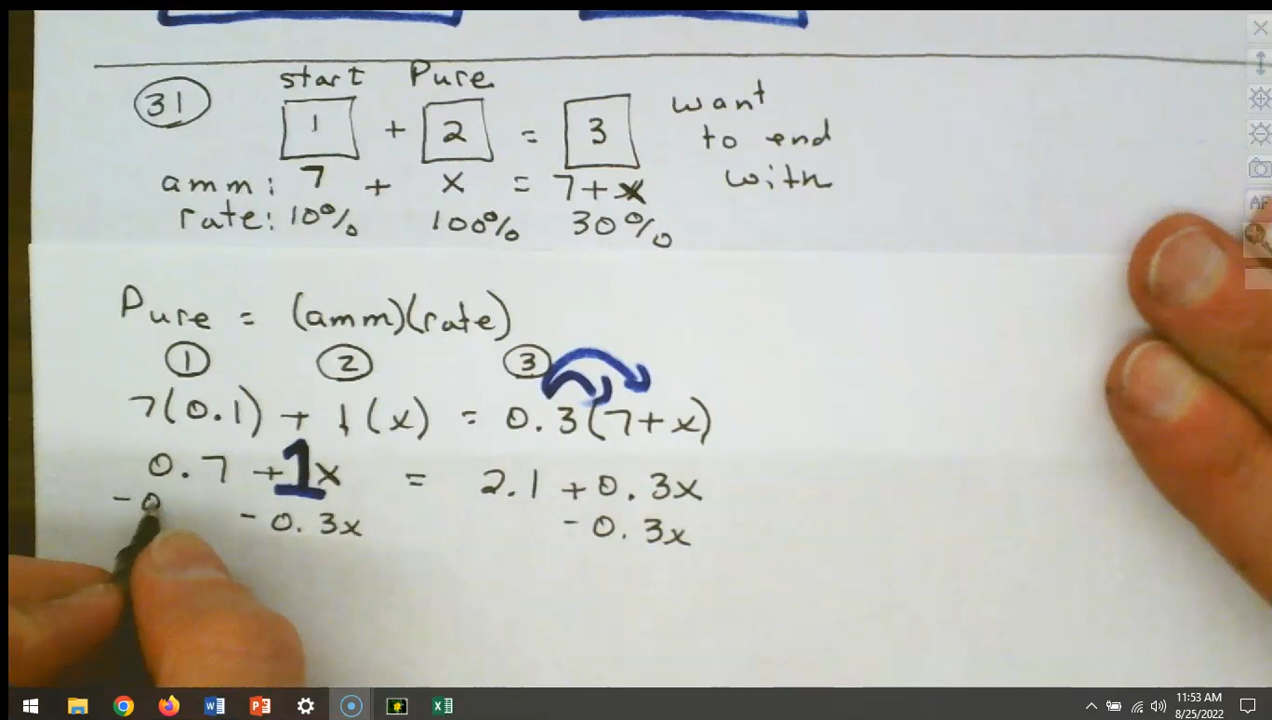 31 start Pure
1 + 2 = 3 want to end with
amm: 7 + x = 7+x
rate: 10% 100% 30%
Pure = (amm)(rate)
1 2 3
7(0.1) + 1(x) = 0.3(7+x)
0.7 + 1x = 2.1 + 0.3x
-0 -0.3x -0.3x
AF
11:53 AM
8/25/2022